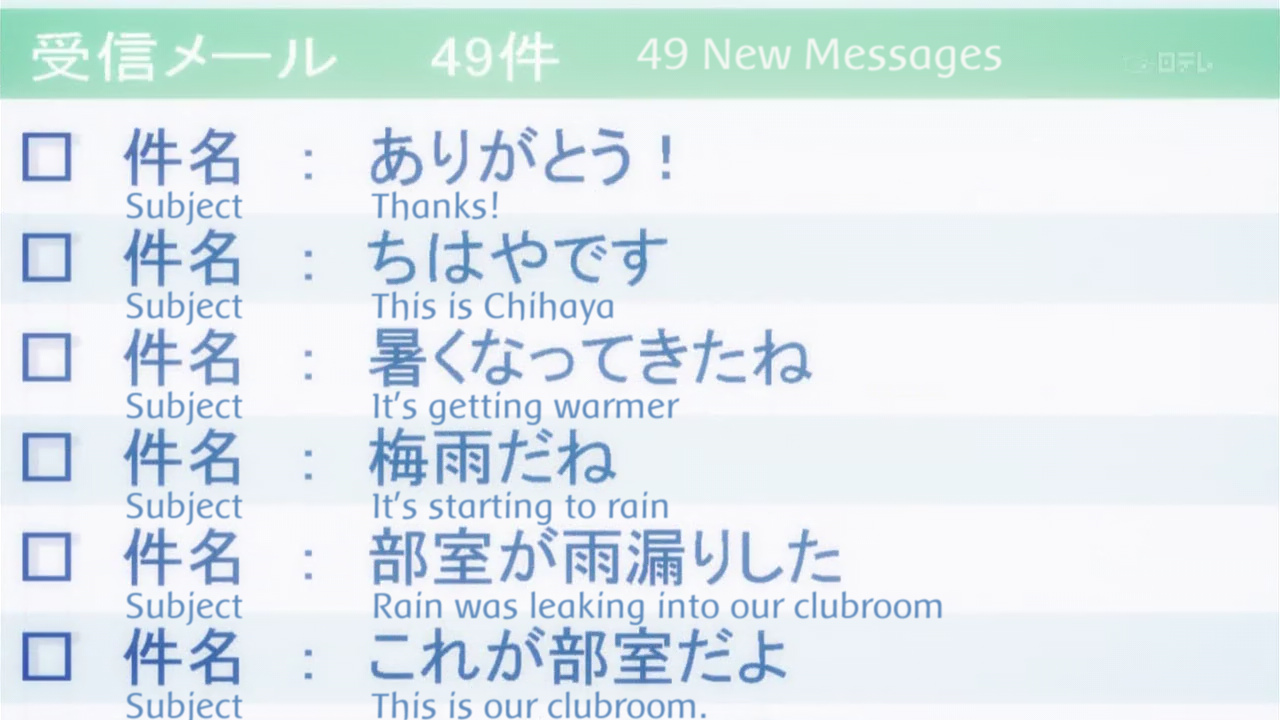 受信メール 49件 49 New Messages 日テレ
件名 : ありがとう!
Subject Thanks!
件名 : ちはやです
Subject This is Chihaya
件名 : 暑くなってきたね
Subject It's getting warmer
件名 : 梅雨だね
Subject It's starting to rain
件名 : 部室が雨漏りした
Subject Rain was leaking into our clubroom
件名 : これが部室だよ
Subject This is our clubroom.